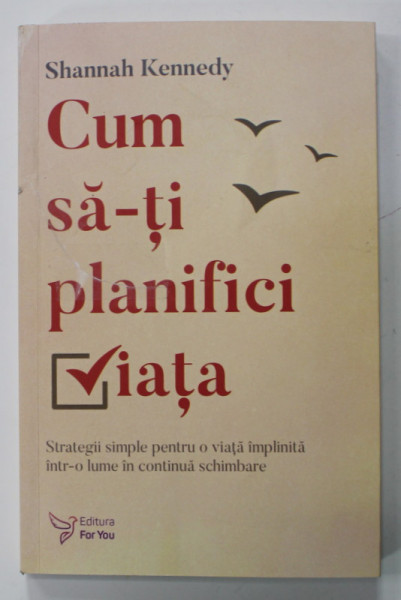 Shannah Kennedy
Cum
să-ți
planifici
viața
Strategii simple pentru o viață împlinită
într-o lume în continuă schimbare
Editura
For You